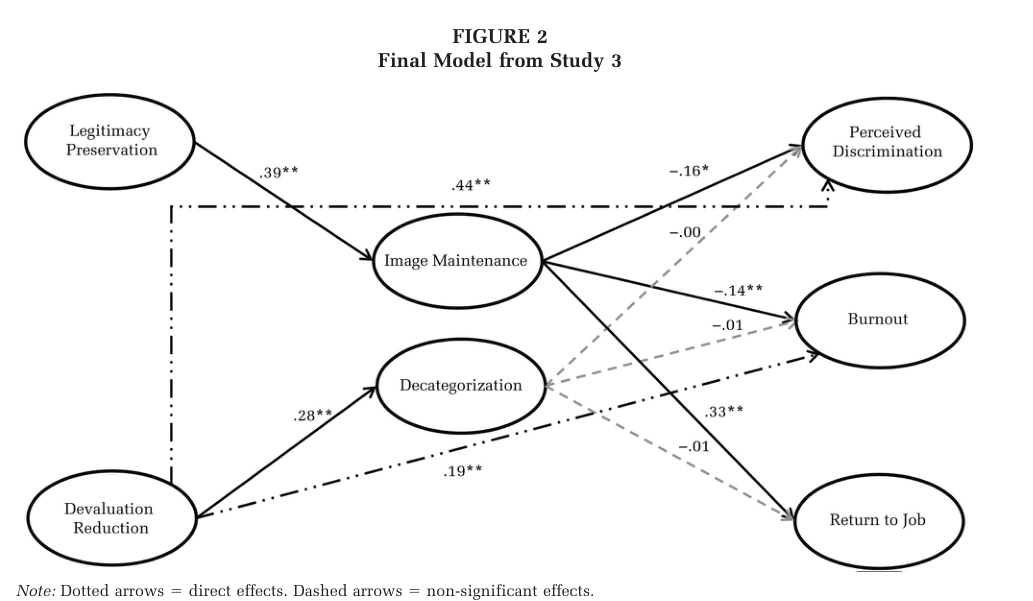 FIGURE 2
Final Model from Study 3
Legitimacy
Preservation
Perceived
Discrimination
.39**
.44**
−.16*
−.00
Image Maintenance
−.14**
−.01
Burnout
Decategorization
.28**
.33**
−.01
.19**
Devaluation
Reduction
Return to Job
Note: Dotted arrows = direct effects. Dashed arrows = non-significant effects.